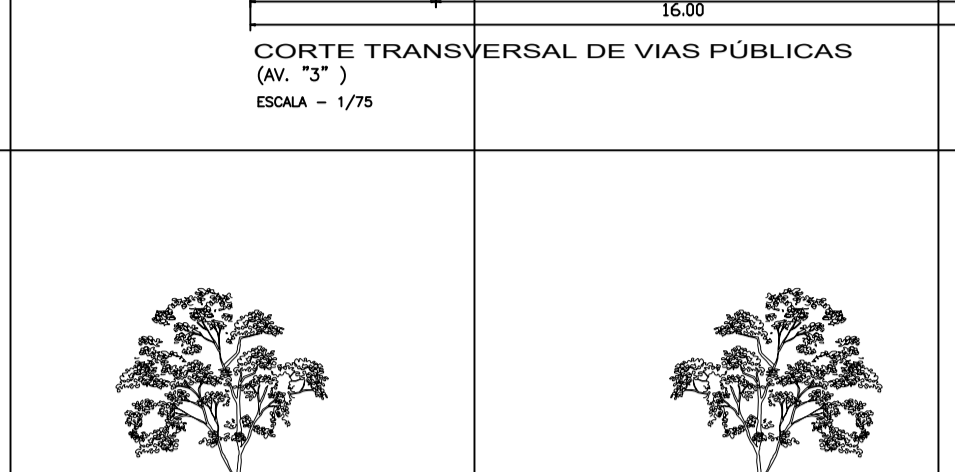 16.00
CORTE TRANSVERSAL DE VIAS PÚBLICAS
(AV. "3" )
ESCALA - 1/75